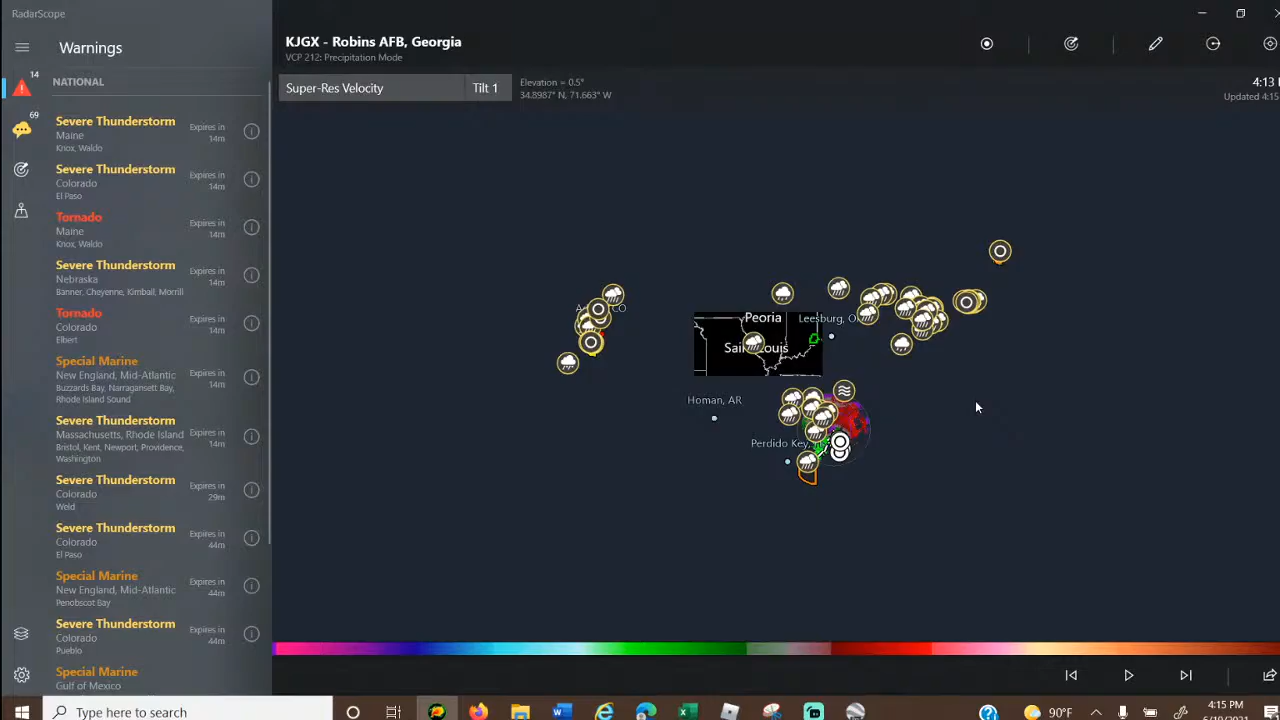 RadarScope
Warnings
14
69
NATIONAL
Severe Thunderstorm
Maine
Knox, Waldo
Expires in
14m
Severe Thunderstorm
Colorado
El Paso
Expires in
14m
Tornado
Maine
Knox, Waldo
Expires in
14m
Severe Thunderstorm
Nebraska
Banner, Cheyenne, Kimball, Morrill
Expires in
14m
Tornado
Colorado
Elbert
Expires in
14m
Special Marine
New England, Mid-Atlantic
Buzzards Bay, Narragansett Bay,
Rhode Island Sound
Expires in
14m
Severe Thunderstorm
Massachusetts, Rhode Island
Bristol, Kent, Newport, Providence,
Washington
Expires in
14m
Severe Thunderstorm
Colorado
Weld
Expires in
29m
Severe Thunderstorm
Colorado
El Paso
Expires in
44m
Special Marine
New England, Mid-Atlantic
Penobscot Bay
Expires in
44m
Severe Thunderstorm
Colorado
Pueblo
Expires in
44m
Special Marine
Gulf of Mexico
KJGX - Robins AFB, Georgia
VCP 212: Precipitation Mode
Super-Res Velocity
Tilt 1
Elevation = 0.5°
34.8987° N, 71.663° W
4:13
Updated 4:15
CO
Peoria
Leesburg, O
Saint Louis
Homan, AR
Perdido Key,
Type here to search
90°F
4:15 PM